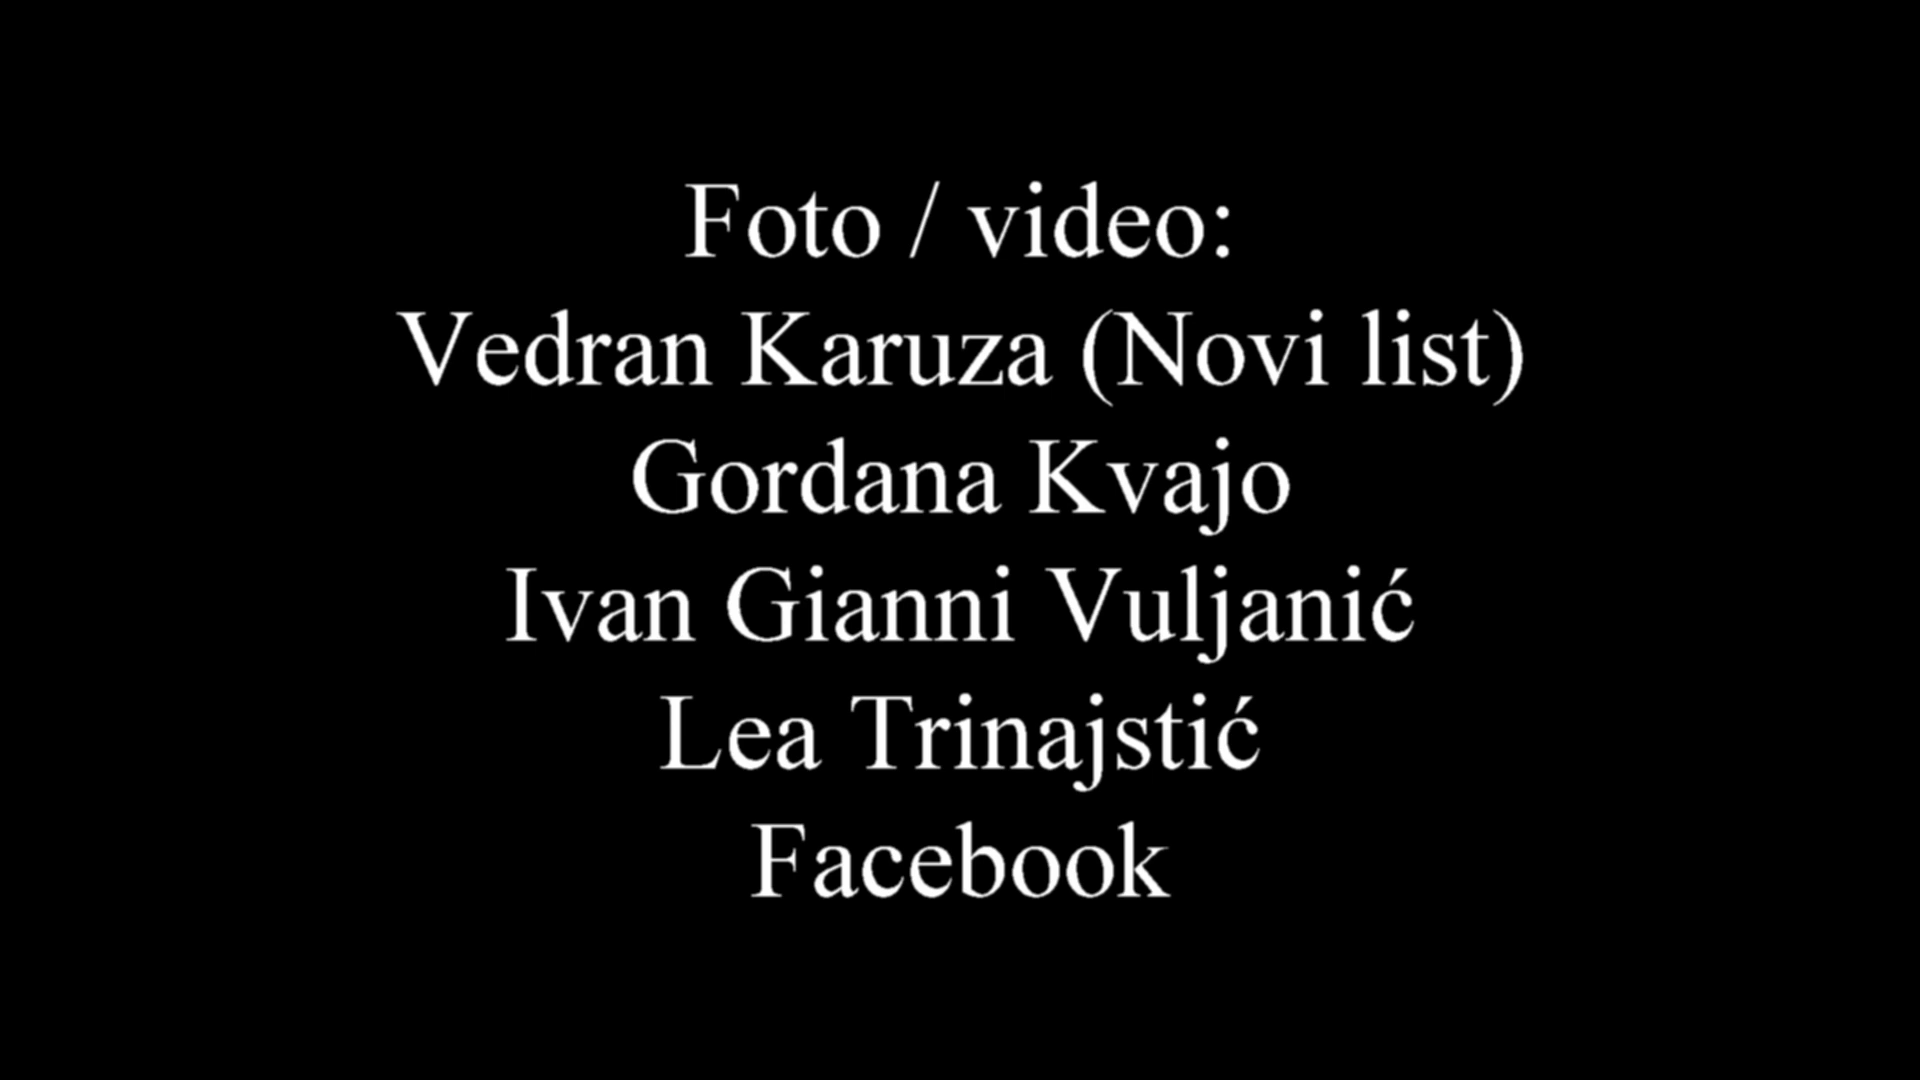 Foto / video:
Vedran Karuza (Novi list)
Gordana Kvajo
Ivan Gianni Vuljanić
Lea Trinajstić
Facebook